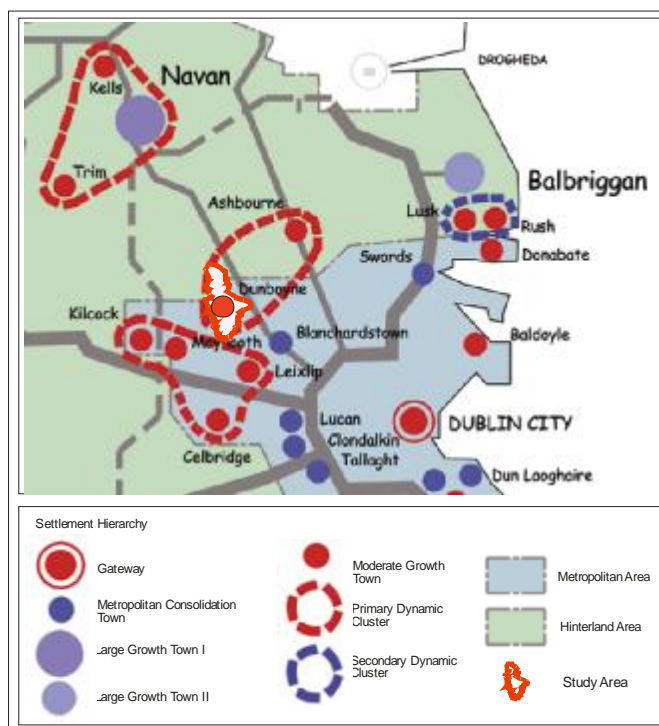 DROGHEDA
Navan
Kells
Trim
Balbriggan
Ashbourne
Lusk
Rush
Donabate
Swords
Dunboyne
Kilcock
Blanchardstown
Baldoyle
Maynooth
Leixlip
Lucan
DUBLIN CITY
Clondalkin
Celbridge
Tallaght
Dun Laoghaire
Settlement Hierarchy
Gateway
Metropolitan Consolidation
Town
Large Growth Town I
Large Growth Town II
Moderate Growth
Town
Primary Dynamic
Cluster
Secondary Dynamic
Cluster
Metropolitan Area
Hinterland Area
Study Area